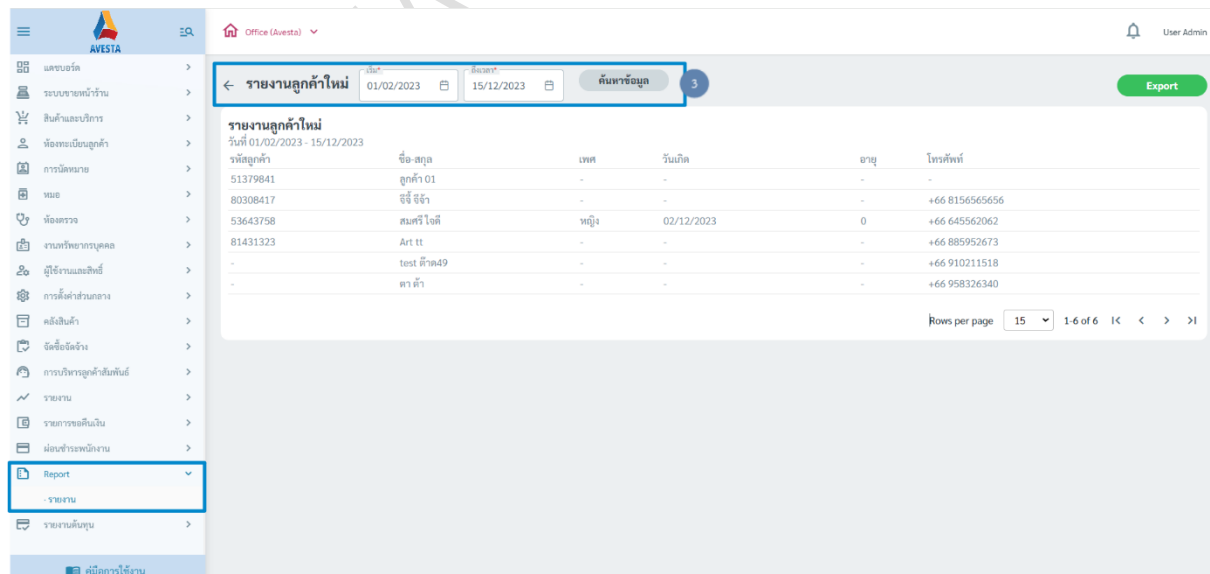 AVESTA
Office (Avesta)
User Admin
แดชบอร์ด
ระบบขายหน้าร้าน
สินค้าและบริการ
ห้องทะเบียนลูกค้า
การนัดหมาย
หมอ
ห้องตรวจ
งานทรัพยากรบุคคล
ผู้ใช้งานและสิทธิ์
การตั้งค่าส่วนกลาง
คลังสินค้า
จัดซื้อจัดจ้าง
การบริหารลูกค้าสัมพันธ์
รายงาน
รายการขอคืนเงิน
ผ่อนชำระพนักงาน
Report
- รายงาน
รายงานต้นทุน
คู่มือการใช้งาน
รายงานลูกค้าใหม่ 01/02/2023 15/12/2023 ค้นหาข้อมูล 3
Export
รายงานลูกค้าใหม่
วันที่ 01/02/2023 - 15/12/2023
รหัสลูกค้า ชื่อ-สกุล เพศ วันเกิด อายุ โทรศัพท์
51379841 ลูกค้า 01 - - - -
80308417 จีจี้ จีจ้า - - - +66 8156565656
53643758 สมศรี ใจดี หญิง 02/12/2023 0 +66 645562062
81431323 Art tt - - - +66 885952673
- test ต๊าด49 - - - +66 910211518
- ตา ต้า - - - +66 958326340
Rows per page 15 1-6 of 6